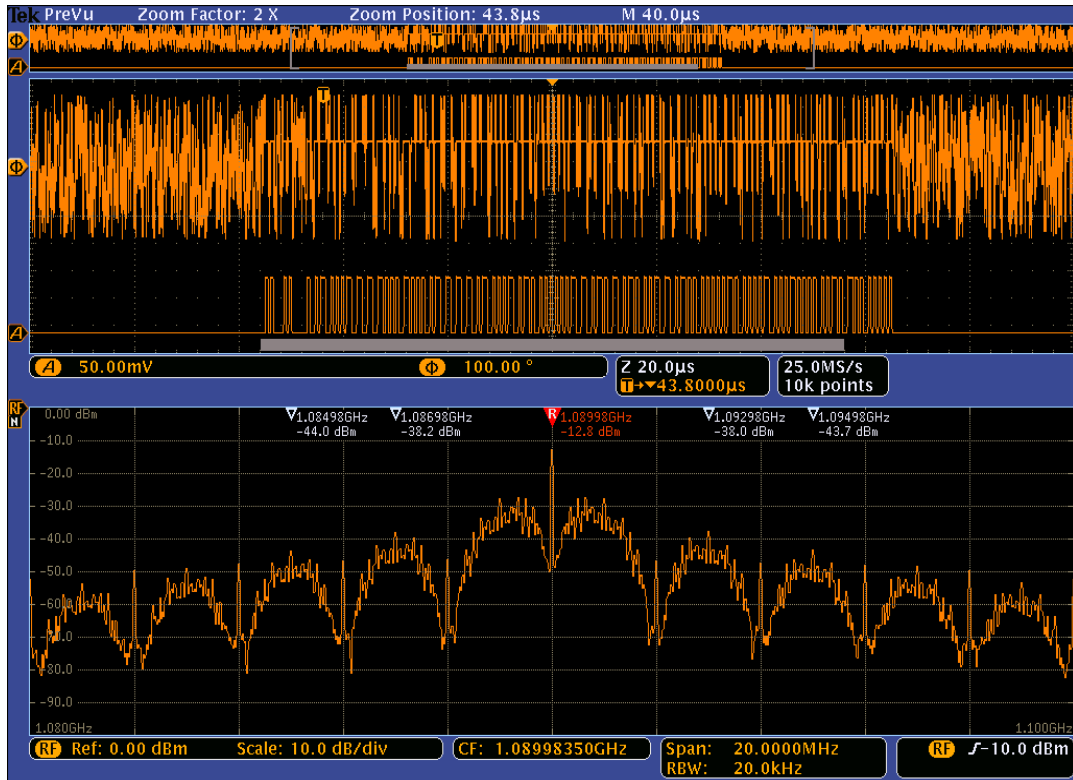 Tek PreVu Zoom Factor: 2 X Zoom Position: 43.8µs M 40.0µs
Φ
T
A
T
Φ
A
A 50.00mV Φ 100.00 ° Z 20.0µs 25.0MS/s
T→▼43.8000µs 10k points
RF
N
0.00 dBm 1.08498GHz 1.08698GHz R 1.08998GHz 1.09298GHz 1.09498GHz
-44.0 dBm -38.2 dBm -12.8 dBm -38.0 dBm -43.7 dBm
-10.0
-20.0
-30.0
-40.0
-50.0
-60.0
-70.0
-80.0
-90.0
1.080GHz 1.100GHz
RF Ref: 0.00 dBm Scale: 10.0 dB/div CF: 1.08998350GHz Span: 20.0000MHz RF -10.0 dBm
RBW: 20.0kHz